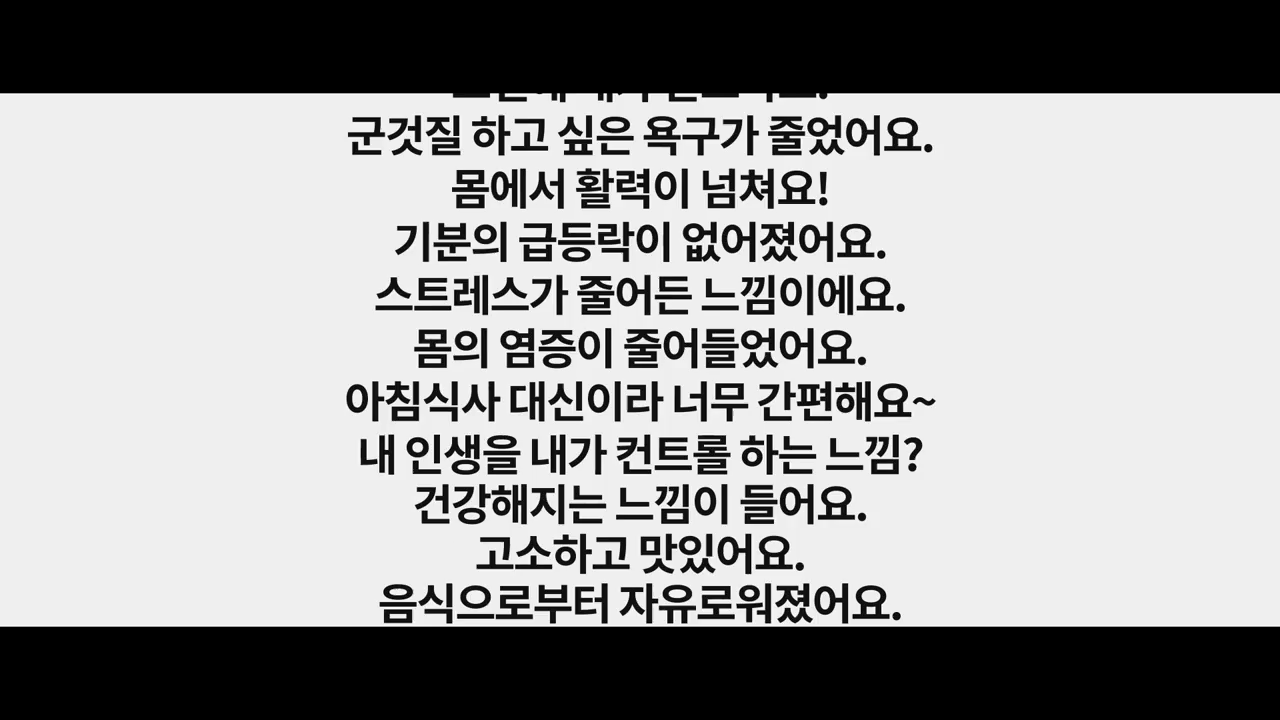 군것질 하고 싶은 욕구가 줄었어요.
몸에서 활력이 넘쳐요!
기분의 급등락이 없어졌어요.
스트레스가 줄어든 느낌이에요.
몸의 염증이 줄어들었어요.
아침식사 대신이라 너무 간편해요~
내 인생을 내가 컨트롤 하는 느낌?
건강해지는 느낌이 들어요.
고소하고 맛있어요.
음식으로부터 자유로워졌어요.